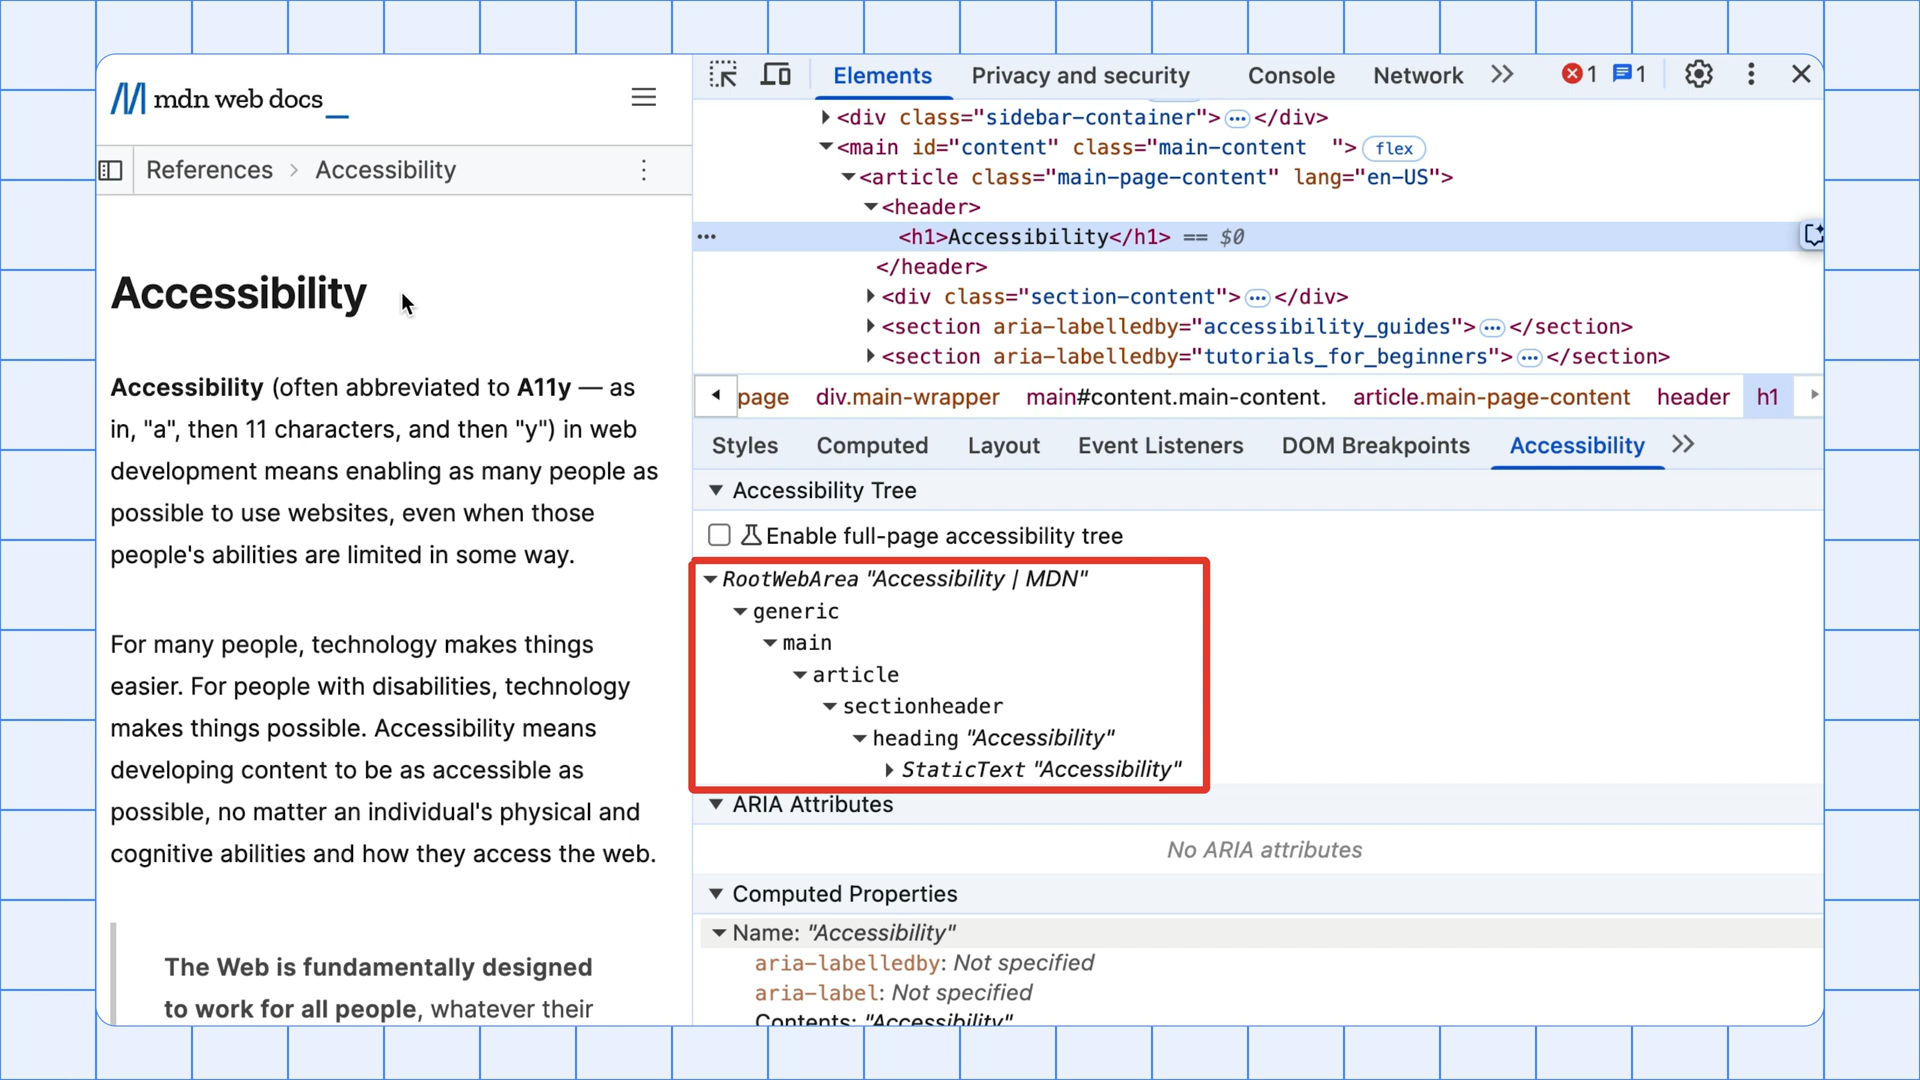 mdn web docs_
References > Accessibility
Accessibility
Accessibility (often abbreviated to A11y — as
in, "a", then 11 characters, and then "y") in web
development means enabling as many people as
possible to use websites, even when those
people's abilities are limited in some way.
For many people, technology makes things
easier. For people with disabilities, technology
makes things possible. Accessibility means
developing content to be as accessible as
possible, no matter an individual's physical and
cognitive abilities and how they access the web.
The Web is fundamentally designed
to work for all people, whatever their
Elements Privacy and security Console Network 1 1
<div class="sidebar-container">…</div>
<main id="content" class="main-content  "> flex
<article class="main-page-content" lang="en-US">
<header>
… <h1>Accessibility</h1> == $0
</header>
<div class="section-content">…</div>
<section aria-labelledby="accessibility_guides">…</section>
<section aria-labelledby="tutorials_for_beginners">…</section>
page div.main-wrapper main#content.main-content. article.main-page-content header h1
Styles Computed Layout Event Listeners DOM Breakpoints Accessibility
Accessibility Tree
Enable full-page accessibility tree
RootWebArea "Accessibility | MDN"
generic
main
article
sectionheader
heading "Accessibility"
StaticText "Accessibility"
ARIA Attributes
No ARIA attributes
Computed Properties
Name: "Accessibility"
aria-labelledby: Not specified
aria-label: Not specified
Contents: "Accessibility"